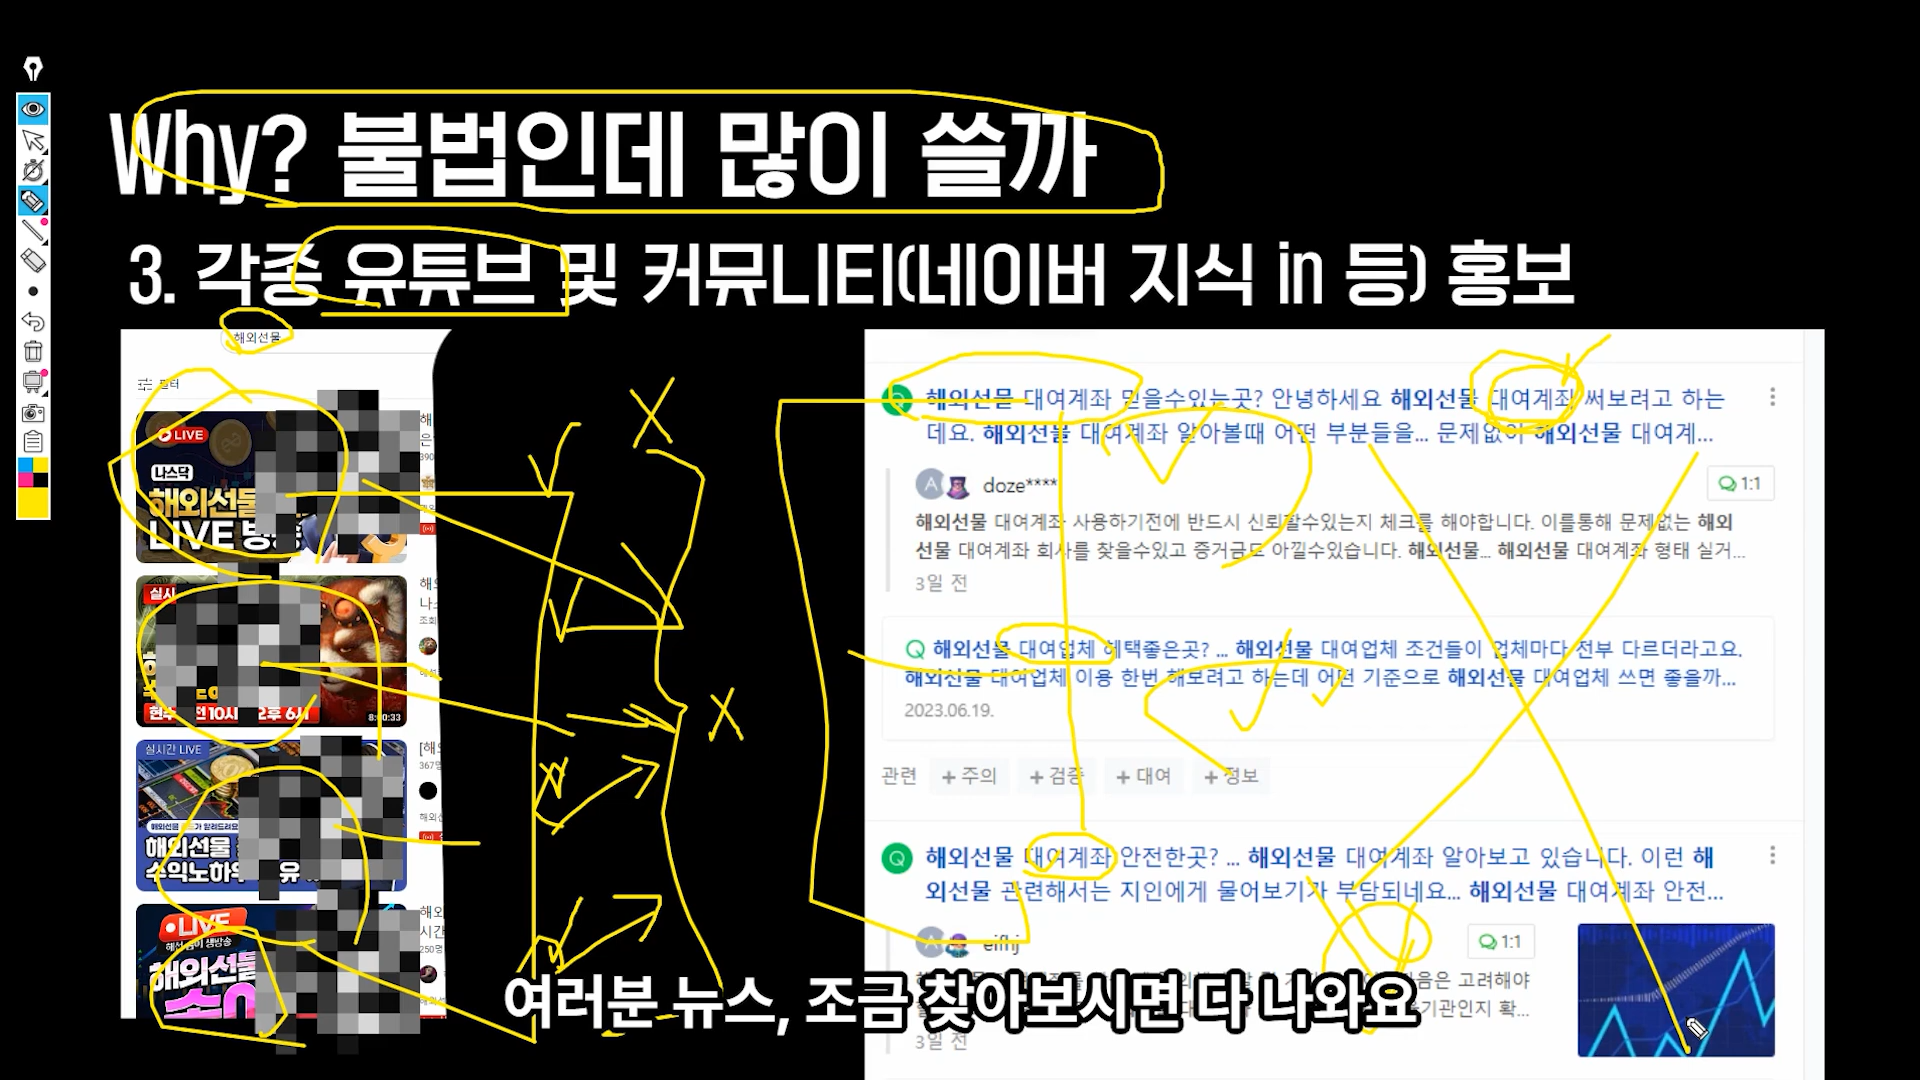 Why? 불법인데 많이 쓸까
3. 각종 유튜브 및 커뮤니티(네이버 지식 in 등) 홍보
해외선물
필터
LIVE
나스닥
해외선물
LIVE 방송
실시
8:00:33
실시간 LIVE
해외선물
수익노하우
LIVE
해외선물
해외선물 대여계좌 믿을수있는곳? 안녕하세요 해외선물 대여계좌 써보려고 하는
데요. 해외선물 대여계좌 알아볼때 어떤 부분들을... 문제없이 해외선물 대여계...
A doze**** 1:1
해외선물 대여계좌 사용하기전에 반드시 신뢰할수있는지 체크를 해야합니다. 이를통해 문제없는 해외
선물 대여계좌 회사를 찾을수있고 증거금도 아낄수있습니다. 해외선물... 해외선물 대여계좌 형태 실거...
3일 전
Q 해외선물 대여업체 혜택좋은곳? ... 해외선물 대여업체 조건들이 업체마다 전부 다르더라고요.
해외선물 대여업체 이용 한번 해보려고 하는데 어떤 기준으로 해외선물 대여업체 쓰면 좋을까...
2023.06.19.
관련 + 주의 + 검증 + 대여 + 정보
Q 해외선물 대여계좌 안전한곳? ... 해외선물 대여계좌 알아보고 있습니다. 이런 해
외선물 관련해서는 지인에게 물어보기가 부담되네요... 해외선물 대여계좌 안전...
A eifhj 1:1
여러분 뉴스, 조금 찾아보시면 다 나와요
3일 전